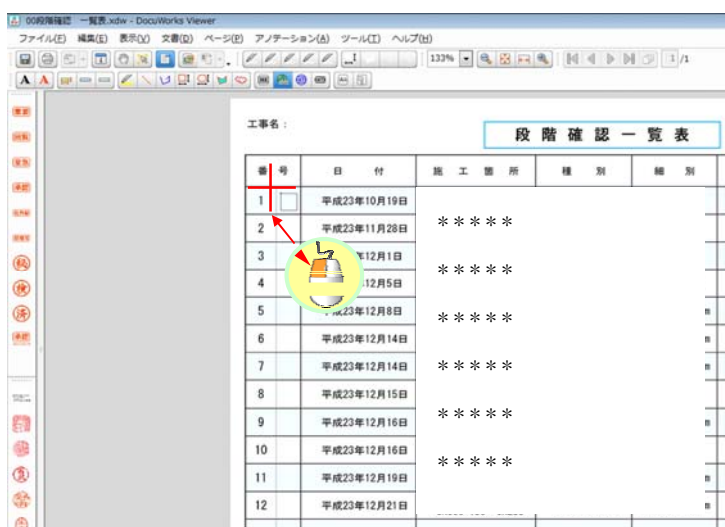 00段階確認 一覧表.xdw - DocuWorks Viewer
ファイル(F) 編集(E) 表示(V) 文書(D) ページ(P) アノテーション(A) ツール(I) ヘルプ(H)
133% 1 /1
A A
工事名:
段階確認一覧表
番号 日付 施工箇所 種別 細別
1 平成23年10月19日
2 平成23年11月28日
*****
3 年12月1日
*****
4 12月5日
5 平成23年12月8日
*****
6 平成23年12月14日
7 平成23年12月14日
*****
8 平成23年12月15日
9 平成23年12月16日
*****
10 平成23年12月16日
*****
11 平成23年12月19日
12 平成23年12月21日